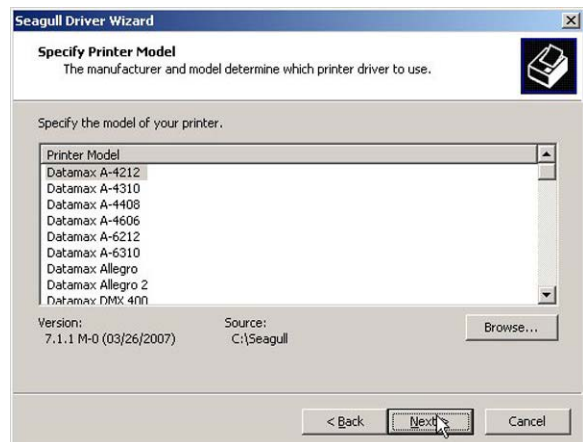 Seagull Driver Wizard
Specify Printer Model
The manufacturer and model determine which printer driver to use.
Specify the model of your printer.
Printer Model
Datamax A-4212
Datamax A-4310
Datamax A-4408
Datamax A-4606
Datamax A-6212
Datamax A-6310
Datamax Allegro
Datamax Allegro 2
Datamax DMX 400
Version: Source:
7.1.1 M-0 (03/26/2007) C:\Seagull
Browse...
< Back Next > Cancel